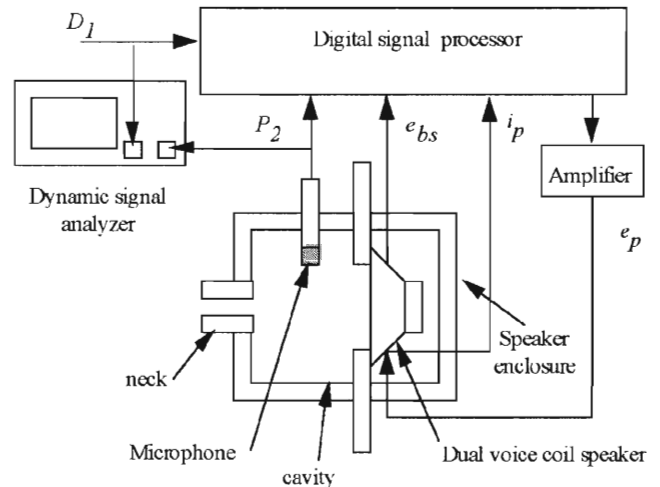 D1
Digital signal processor
P2
ebs
ip
Amplifier
Dynamic signal
analyzer
ep
Speaker
enclosure
neck
Microphone
cavity
Dual voice coil speaker